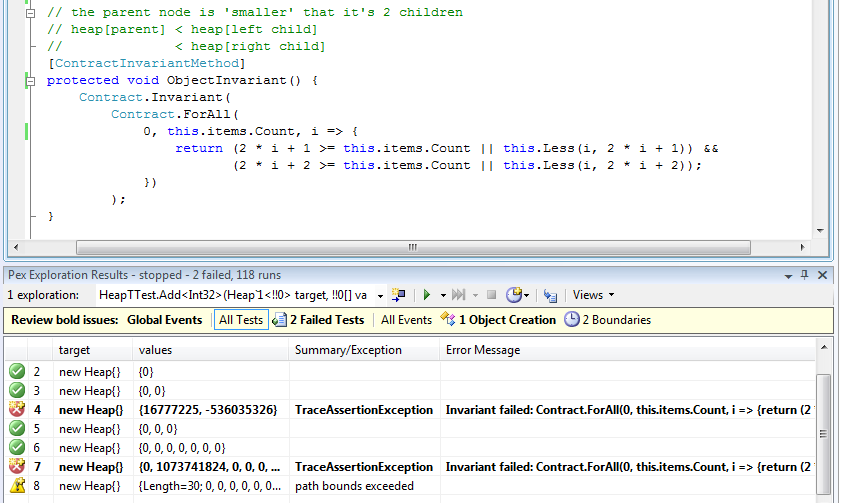 // the parent node is 'smaller' that it's 2 children
// heap[parent] < heap[left child]
//              < heap[right child]
[ContractInvariantMethod]
protected void ObjectInvariant() {
    Contract.Invariant(
        Contract.ForAll(
            0, this.items.Count, i => {
                return (2 * i + 1 >= this.items.Count || this.Less(i, 2 * i + 1)) &&
                       (2 * i + 2 >= this.items.Count || this.Less(i, 2 * i + 2));
            })
        );
}
Pex Exploration Results - stopped - 2 failed, 118 runs
1 exploration: HeapTTest.Add<Int32>(Heap`1<!!0> target, !!0[] va Views
Review bold issues: Global Events All Tests 2 Failed Tests All Events 1 Object Creation 2 Boundaries
target values Summary/Exception Error Message
2 new Heap{} {0}
3 new Heap{} {0, 0}
4 new Heap{} {16777225, -536035326} TraceAssertionException Invariant failed: Contract.ForAll(0, this.items.Count, i => {return (2
5 new Heap{} {0, 0, 0}
6 new Heap{} {0, 0, 0, 0, 0, 0, 0}
7 new Heap{} {0, 1073741824, 0, 0, 0, ... TraceAssertionException Invariant failed: Contract.ForAll(0, this.items.Count, i => {return (2
8 new Heap{} {Length=30; 0, 0, 0, 0, 0, 0... path bounds exceeded